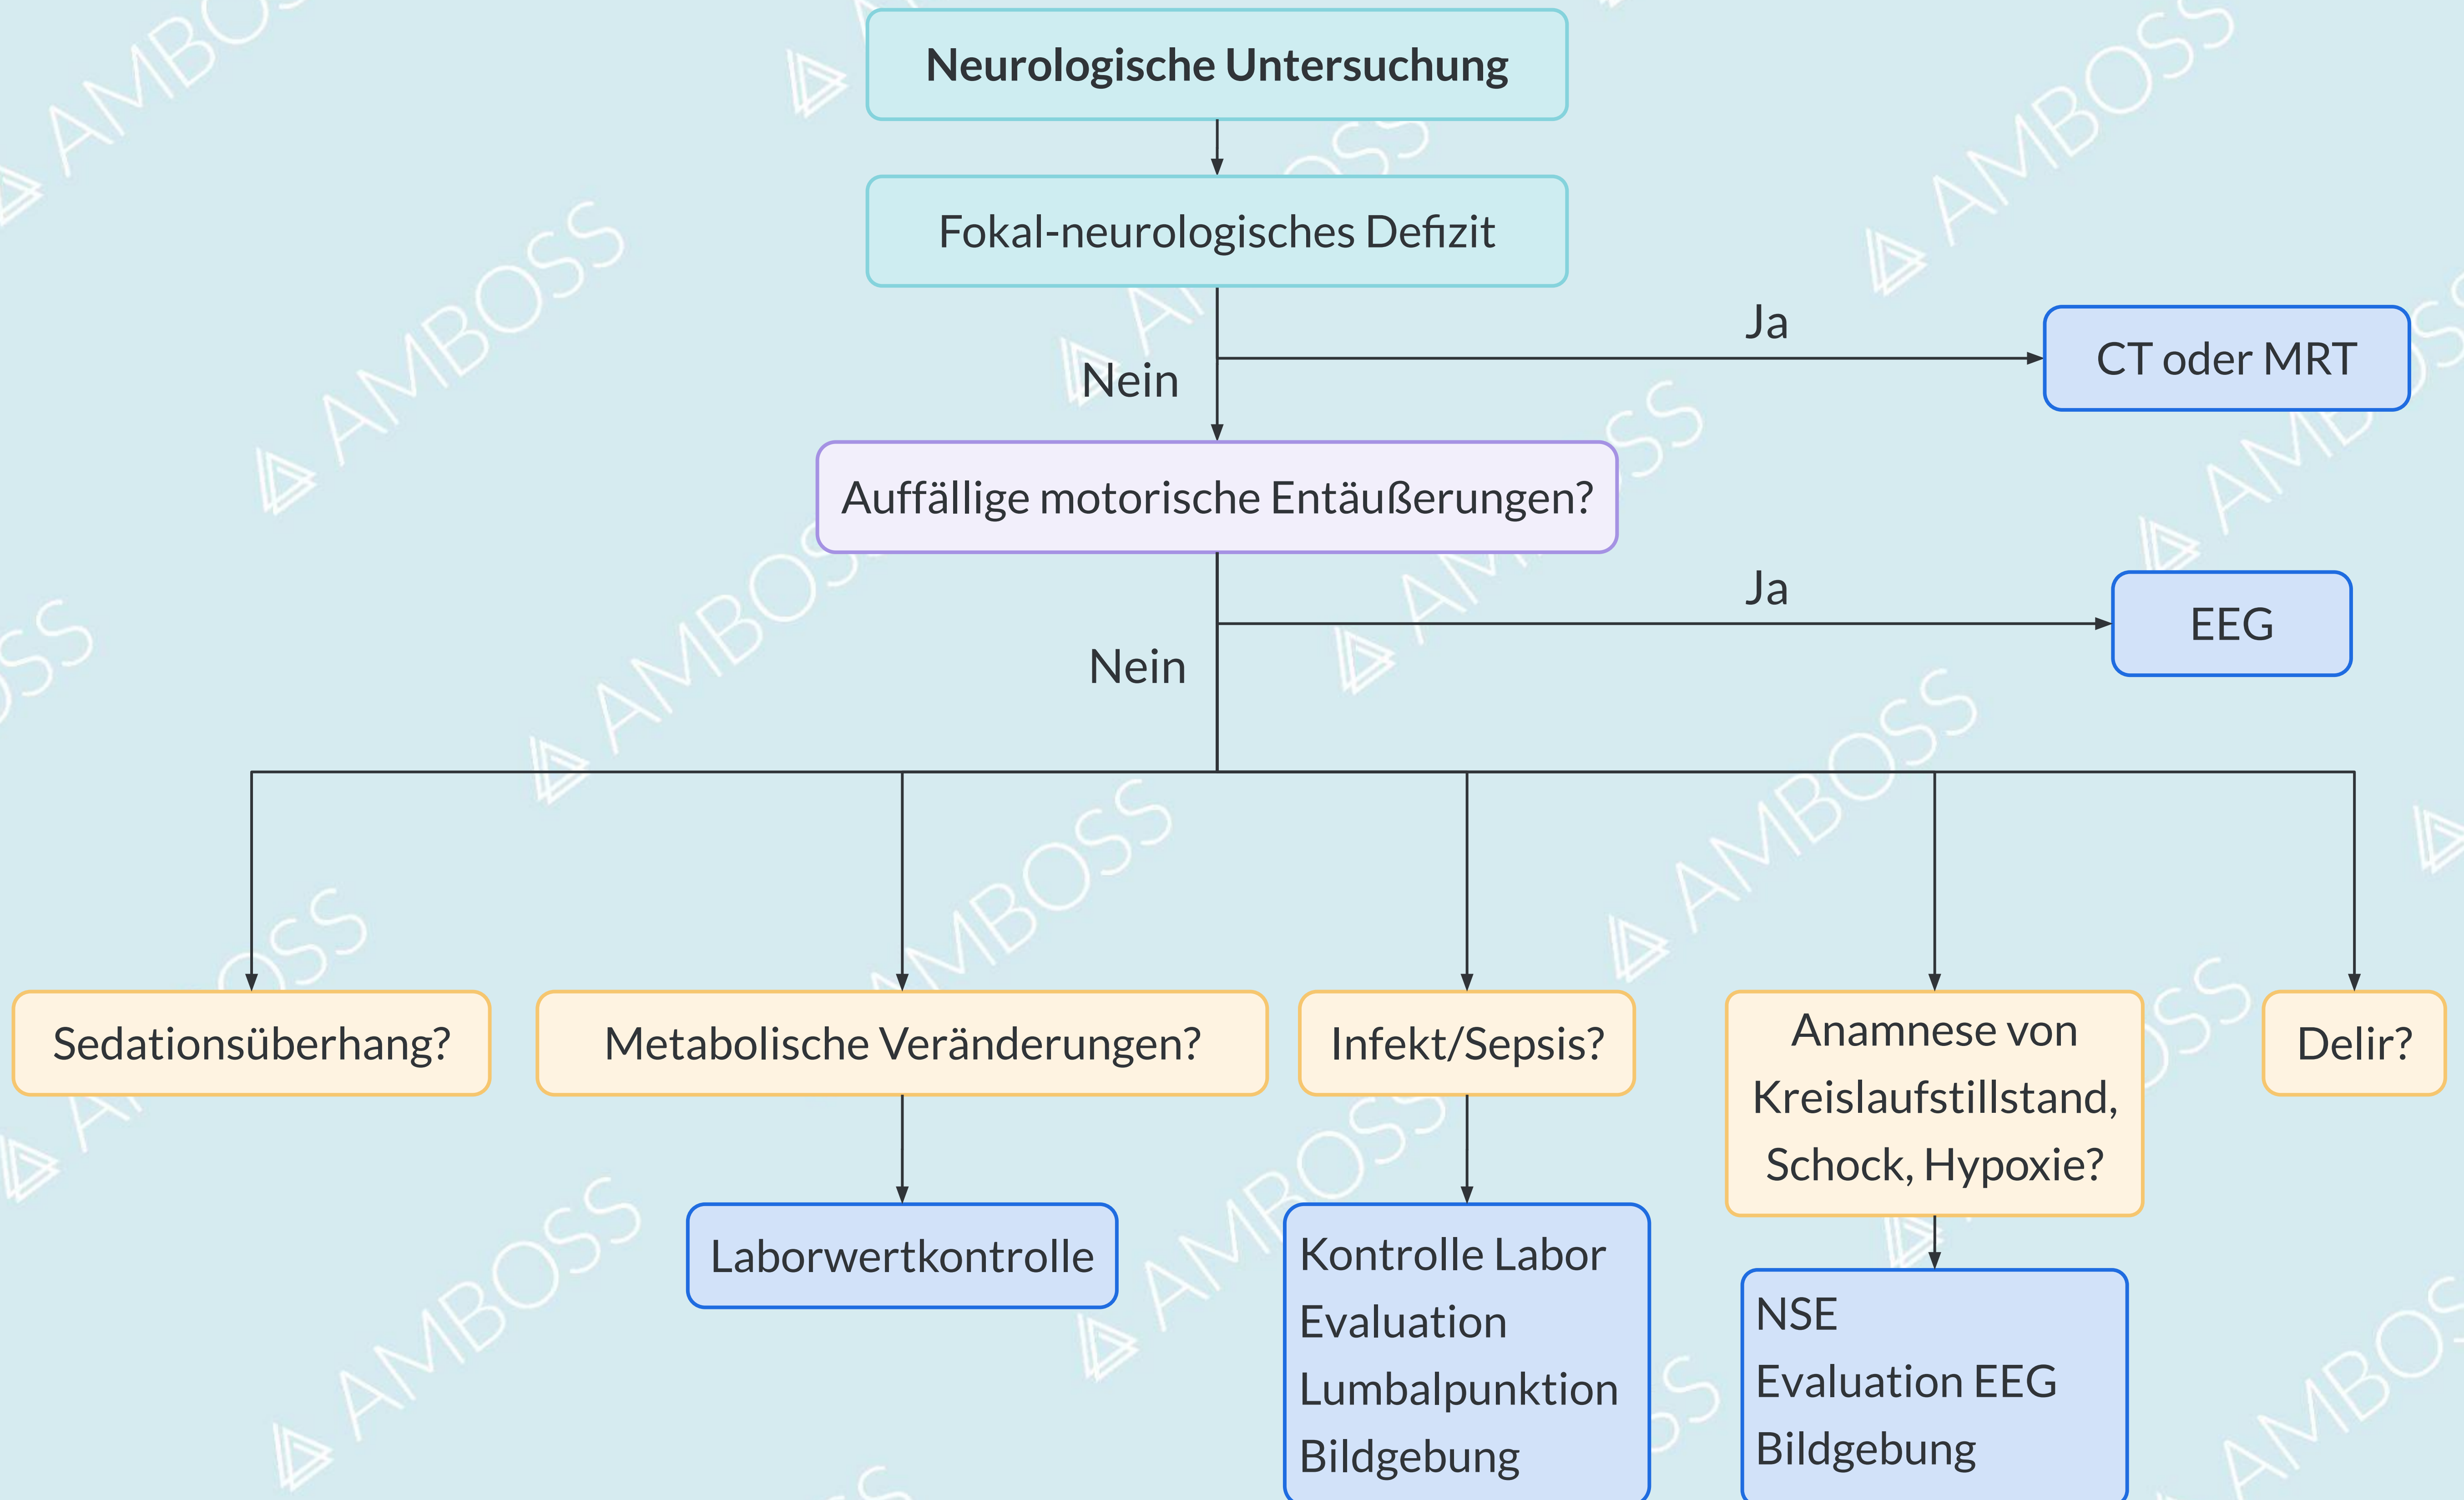 Neurologische Untersuchung
Fokal-neurologisches Defizit
Ja
CT oder MRT
Nein
Auffällige motorische Entäußerungen?
Ja
EEG
Nein
Sedationsüberhang?
Metabolische Veränderungen?
Infekt/Sepsis?
Anamnese von
Kreislaufstillstand,
Schock, Hypoxie?
Delir?
Laborwertkontrolle
Kontrolle Labor
Evaluation
Lumbalpunktion
Bildgebung
NSE
Evaluation EEG
Bildgebung
AMBOSS